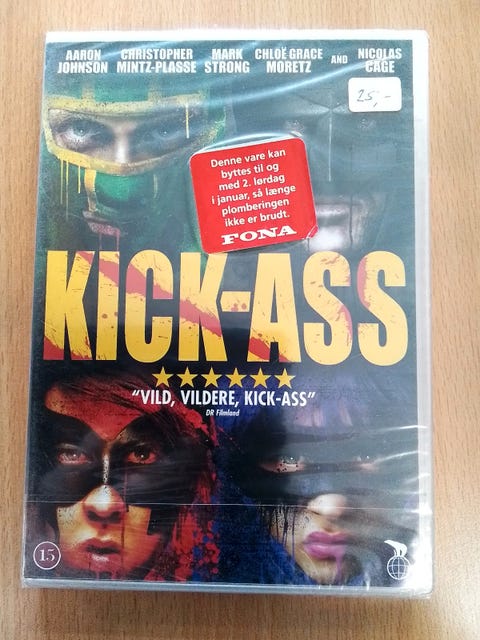 AARON CHRISTOPHER MARK CHLOË GRACE NICOLAS
JOHNSON MINTZ-PLASSE STRONG MORETZ AND CAGE
25,-
Denne vare kan
byttes til og
med 2. lørdag
i januar, så længe
plomberingen
ikke er brudt.
FONA
KICK-ASS
"VILD, VILDERE, KICK-ASS"
DR Filmland
15